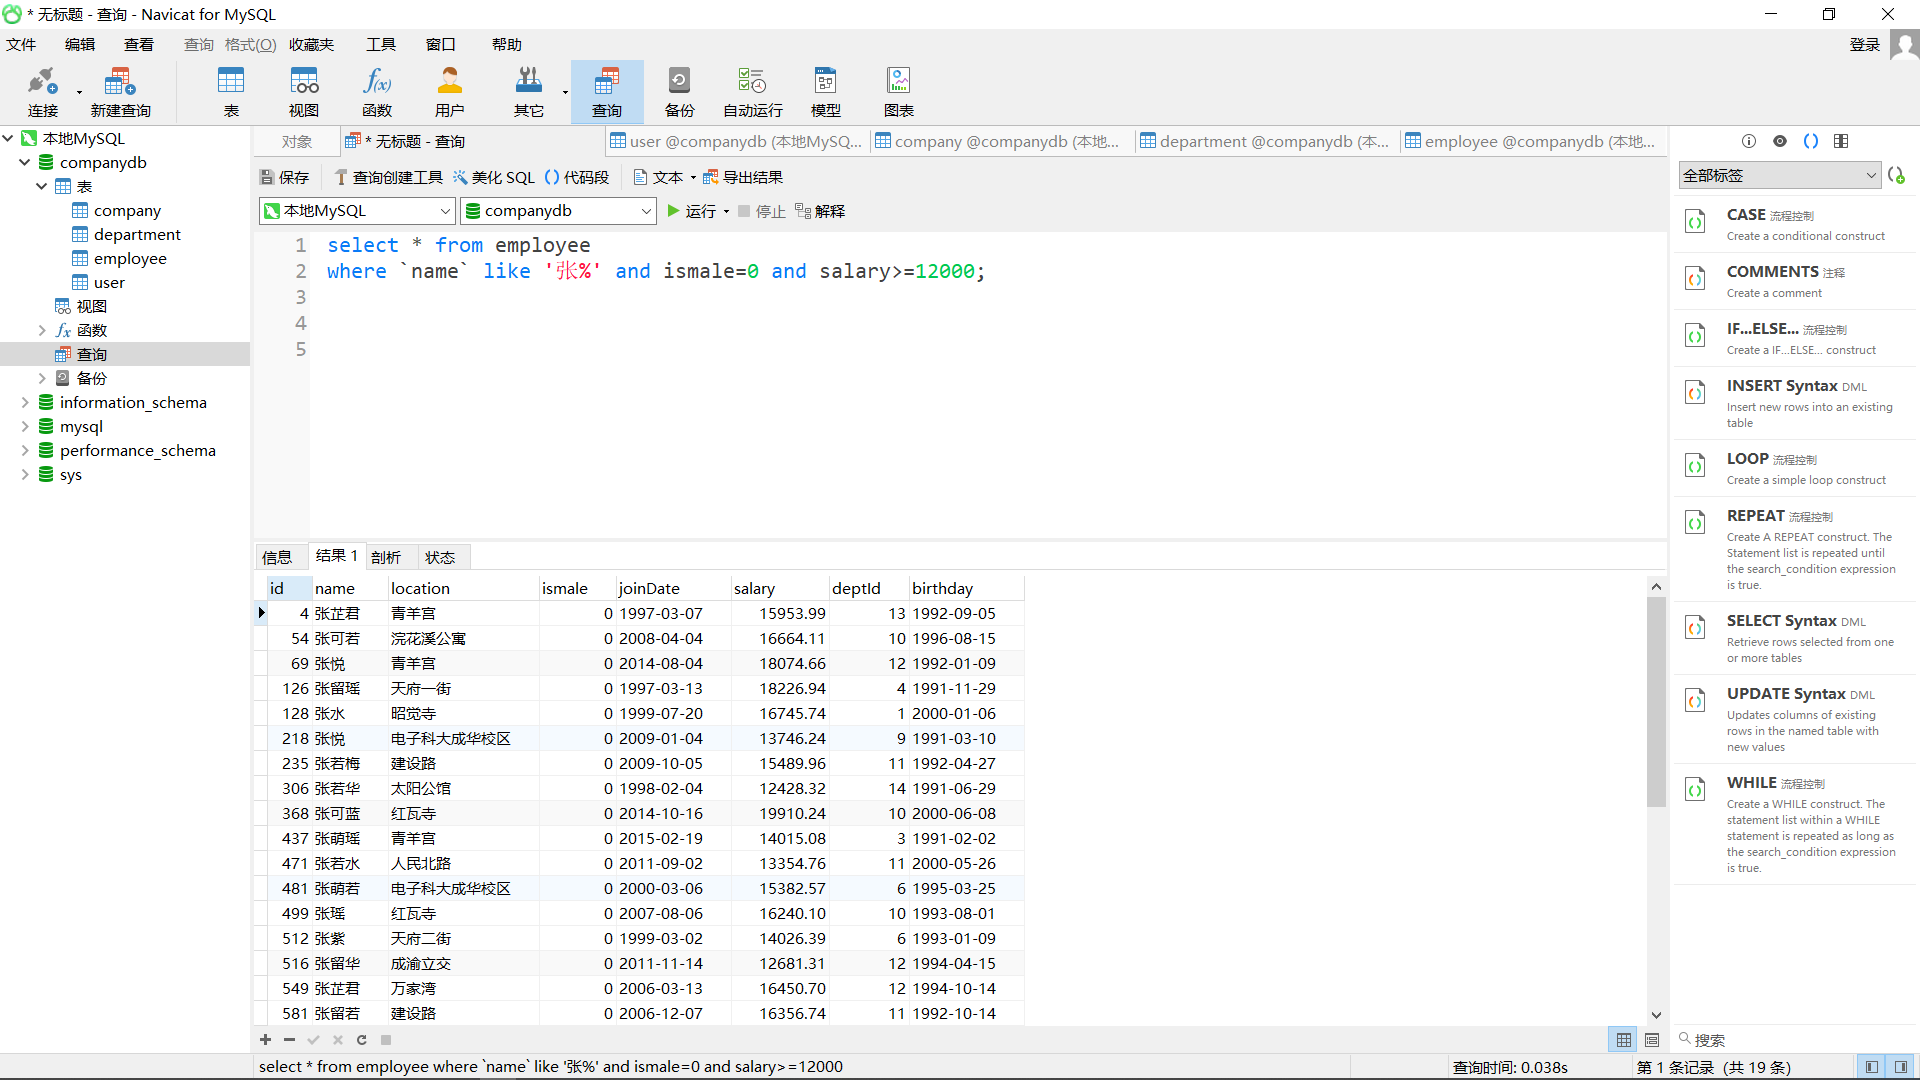 * 无标题 - 查询 - Navicat for MySQL
文件 编辑 查看 查询 格式(O) 收藏夹 工具 窗口 帮助 登录
连接 新建查询 表 视图 函数 用户 其它 查询 备份 自动运行 模型 图表
本地MySQL
companydb
表
company
department
employee
user
视图
函数
查询
备份
information_schema
mysql
performance_schema
sys
对象 * 无标题 - 查询 user @companydb (本地MySQ... company @companydb (本地... department @companydb (本... employee @companydb (本地...
保存 查询创建工具 美化 SQL 代码段 文本 导出结果
本地MySQL companydb 运行 停止 解释
1 select * from employee
2 where `name` like '张%' and ismale=0 and salary>=12000;
3
4
5
信息 结果 1 剖析 状态
id name location ismale joinDate salary deptId birthday
4 张芷君 青羊宫 0 1997-03-07 15953.99 13 1992-09-05
54 张可若 浣花溪公寓 0 2008-04-04 16664.11 10 1996-08-15
69 张悦 青羊宫 0 2014-08-04 18074.66 12 1992-01-09
126 张留瑶 天府一街 0 1997-03-13 18226.94 4 1991-11-29
128 张水 昭觉寺 0 1999-07-20 16745.74 1 2000-01-06
218 张悦 电子科大成华校区 0 2009-01-04 13746.24 9 1991-03-10
235 张若梅 建设路 0 2009-10-05 15489.96 11 1992-04-27
306 张若华 太阳公馆 0 1998-02-04 12428.32 14 1991-06-29
368 张可蓝 红瓦寺 0 2014-10-16 19910.24 10 2000-06-08
437 张萌瑶 青羊宫 0 2015-02-19 14015.08 3 1991-02-02
471 张若水 人民北路 0 2011-09-02 13354.76 11 2000-05-26
481 张萌若 电子科大成华校区 0 2000-03-06 15382.57 6 1995-03-25
499 张瑶 红瓦寺 0 2007-08-06 16240.10 10 1993-08-01
512 张紫 天府二街 0 1999-03-02 14026.39 6 1993-01-09
516 张留华 成渝立交 0 2011-11-14 12681.31 12 1994-04-15
549 张芷君 万家湾 0 2006-03-13 16450.70 12 1994-10-14
581 张留若 建设路 0 2006-12-07 16356.74 11 1992-10-14
全部标签
CASE 流程控制
Create a conditional construct
COMMENTS 注释
Create a comment
IF...ELSE... 流程控制
Create a IF...ELSE... construct
INSERT Syntax DML
Insert new rows into an existing
table
LOOP 流程控制
Create a simple loop construct
REPEAT 流程控制
Create A REPEAT construct. The
Statement list is repeated until
the search_condition expression
is true.
SELECT Syntax DML
Retrieve rows selected from one
or more tables
UPDATE Syntax DML
Updates columns of existing
rows in the named table with
new values
WHILE 流程控制
Create a WHILE construct. The
statement list within a WHILE
statement is repeated as long as
the search_condition expression
is true.
搜索
select * from employee where `name` like '张%' and ismale=0 and salary>=12000 查询时间: 0.038s 第 1 条记录 (共 19 条)